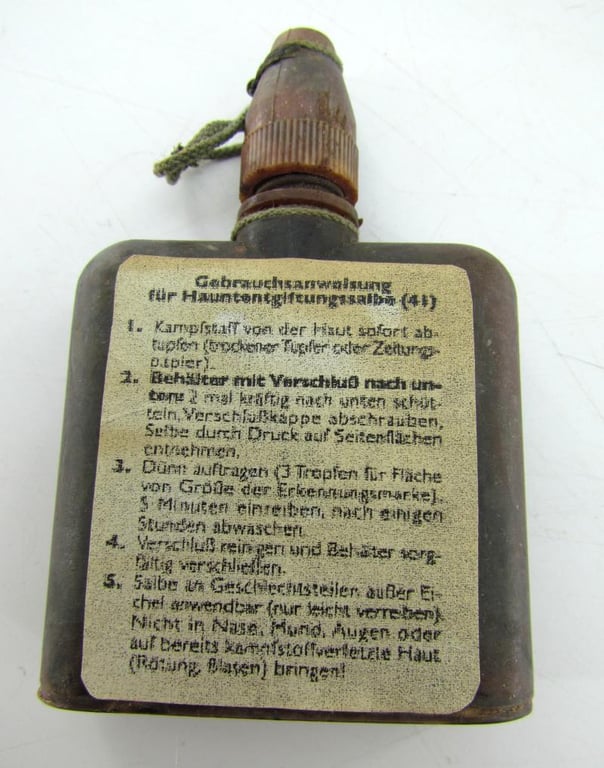 Gebrauchsanweisung
für Hauntentgiftungssalbe (41)
1. Kampfstaff von der Haut sofort ab-
tupfen (trockener Tupfer oder Zeitungs-
papier).
2. Behälter mit Verschluß nach un-
ten: 2 mal kräftig nach unten schüt-
teln, Verschlußkappe abschrauben,
Salbe durch Druck auf Seitenflächen
entnehmen.
3. Dünn auftragen (3 Tropfen für Fläche
von Größe der Erkennungsmarke).
5 Minuten einreiben, nach einigen
Stunden abwaschen.
4. Verschluß reinigen und Behälter sorg-
fältig verschließen.
5. Salbe an Geschlechtsteilen außer Ei-
chel anwendbar (nur leicht verreiben).
Nicht in Nase, Mund, Augen oder
auf bereits kampfstoffverletzte Haut
(Rötung, Blasen) bringen!